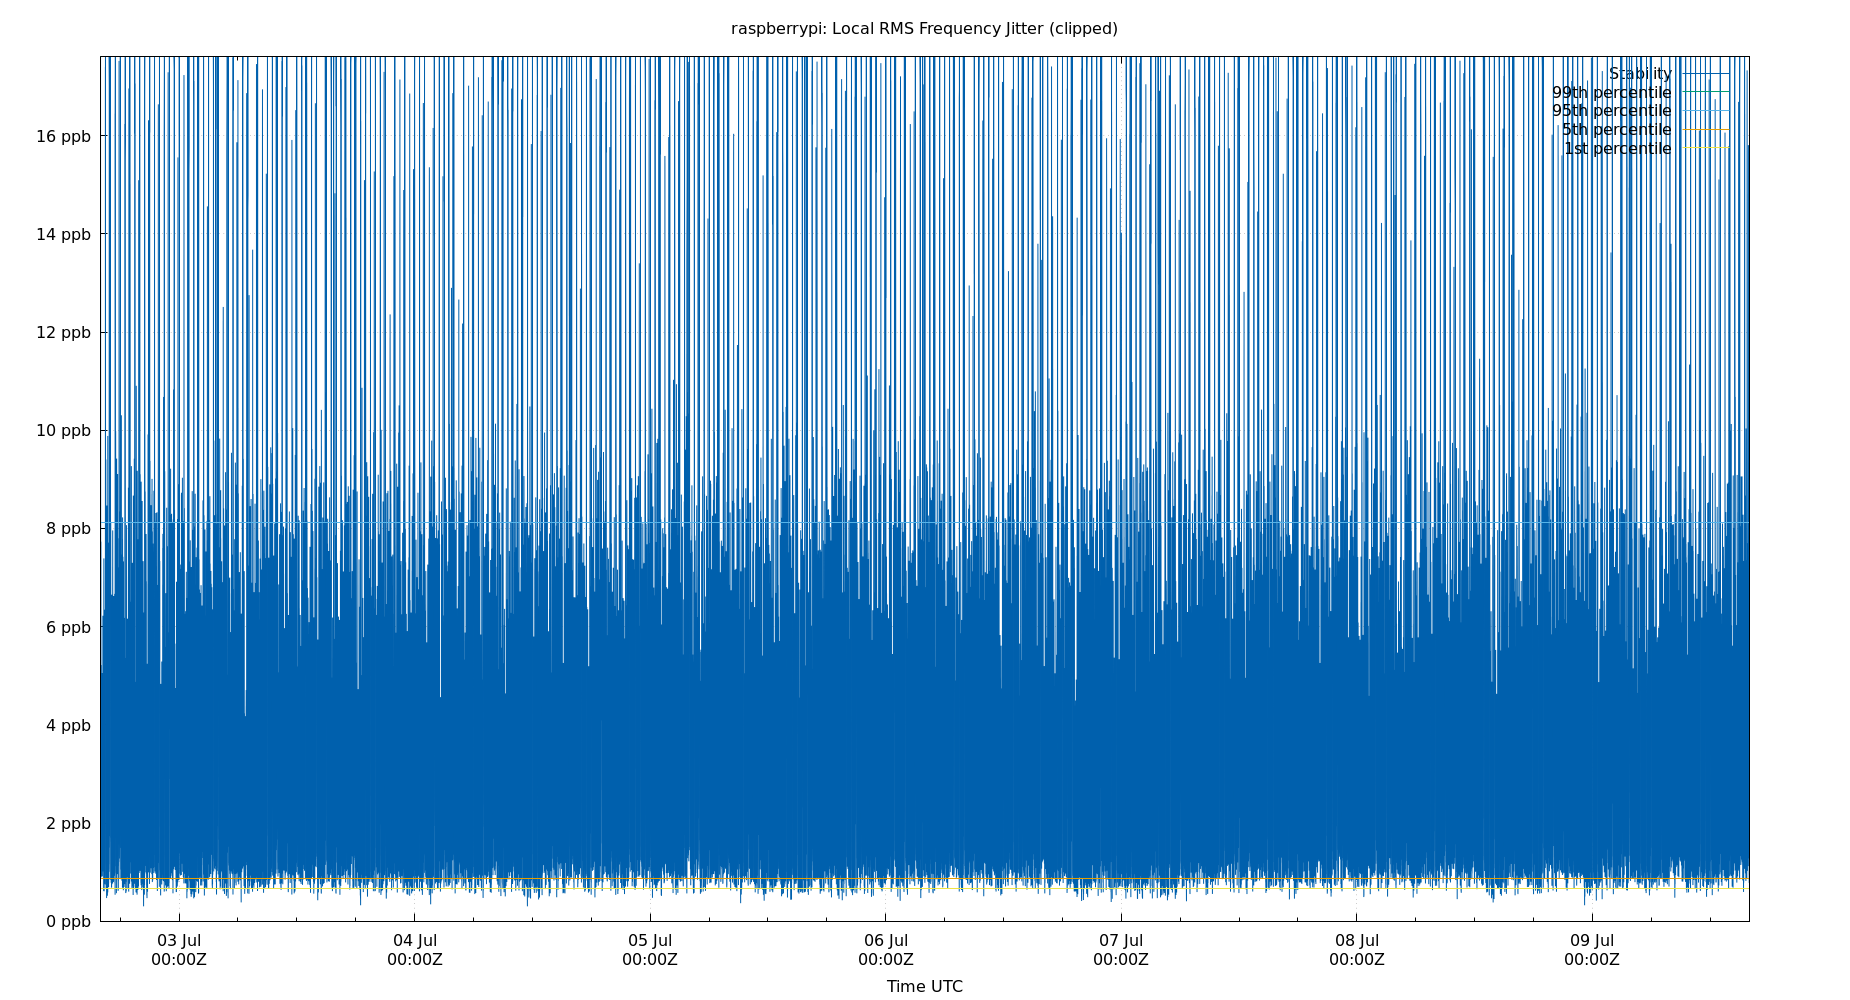 raspberrypi: Local RMS Frequency Jitter (clipped)
Stability
99th percentile
95th percentile
5th percentile
1st percentile
16 ppb
14 ppb
12 ppb
10 ppb
8 ppb
6 ppb
4 ppb
2 ppb
0 ppb
03 Jul 04 Jul 05 Jul 06 Jul 07 Jul 08 Jul 09 Jul
00:00Z 00:00Z 00:00Z 00:00Z 00:00Z 00:00Z 00:00Z
Time UTC